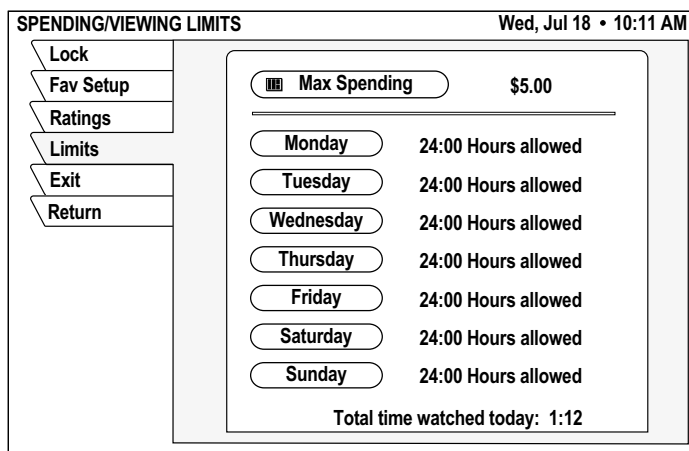 SPENDING/VIEWING LIMITS Wed, Jul 18 • 10:11 AM
Lock
Fav Setup
Ratings
Limits
Exit
Return
Max Spending $5.00
Monday 24:00 Hours allowed
Tuesday 24:00 Hours allowed
Wednesday 24:00 Hours allowed
Thursday 24:00 Hours allowed
Friday 24:00 Hours allowed
Saturday 24:00 Hours allowed
Sunday 24:00 Hours allowed
Total time watched today: 1:12